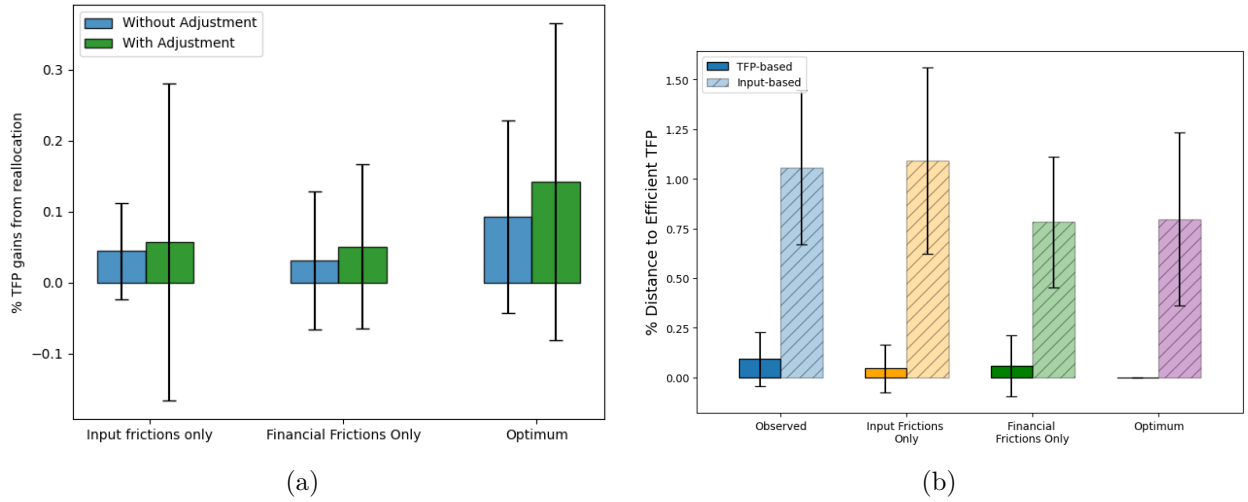 Without Adjustment
With Adjustment
% TFP gains from reallocation
0.3
0.2
0.1
0.0
−0.1
Input frictions only
Financial Frictions Only
Optimum
(a)
TFP-based
Input-based
% Distance to Efficient TFP
1.50
1.25
1.00
0.75
0.50
0.25
0.00
Observed
Input Frictions
Only
Financial
Frictions Only
Optimum
(b)